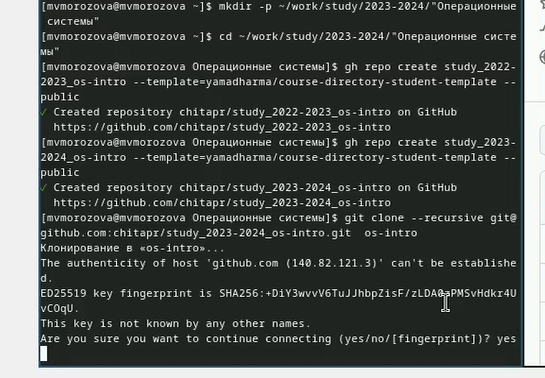 [mvmorozova@mvmorozova ~]$ mkdir -p ~/work/study/2023-2024/"Операционные
системы"
[mvmorozova@mvmorozova ~]$ cd ~/work/study/2023-2024/"Операционные систе
мы"
[mvmorozova@mvmorozova Операционные системы]$ gh repo create study_2022-
2023_os-intro --template=yamadharma/course-directory-student-template --
public
✓ Created repository chitapr/study_2022-2023_os-intro on GitHub
https://github.com/chitapr/study_2022-2023_os-intro
[mvmorozova@mvmorozova Операционные системы]$ gh repo create study_2023-
2024_os-intro --template=yamadharma/course-directory-student-template --
public
✓ Created repository chitapr/study_2023-2024_os-intro on GitHub
https://github.com/chitapr/study_2023-2024_os-intro
[mvmorozova@mvmorozova Операционные системы]$ git clone --recursive git@
github.com:chitapr/study_2023-2024_os-intro.git os-intro
Клонирование в «os-intro»...
The authenticity of host 'github.com (140.82.121.3)' can't be establishe
d.
ED25519 key fingerprint is
vCOqU.
This key is not known by any other names.
Are you sure you want to continue connecting (yes/no/[fingerprint])? yes